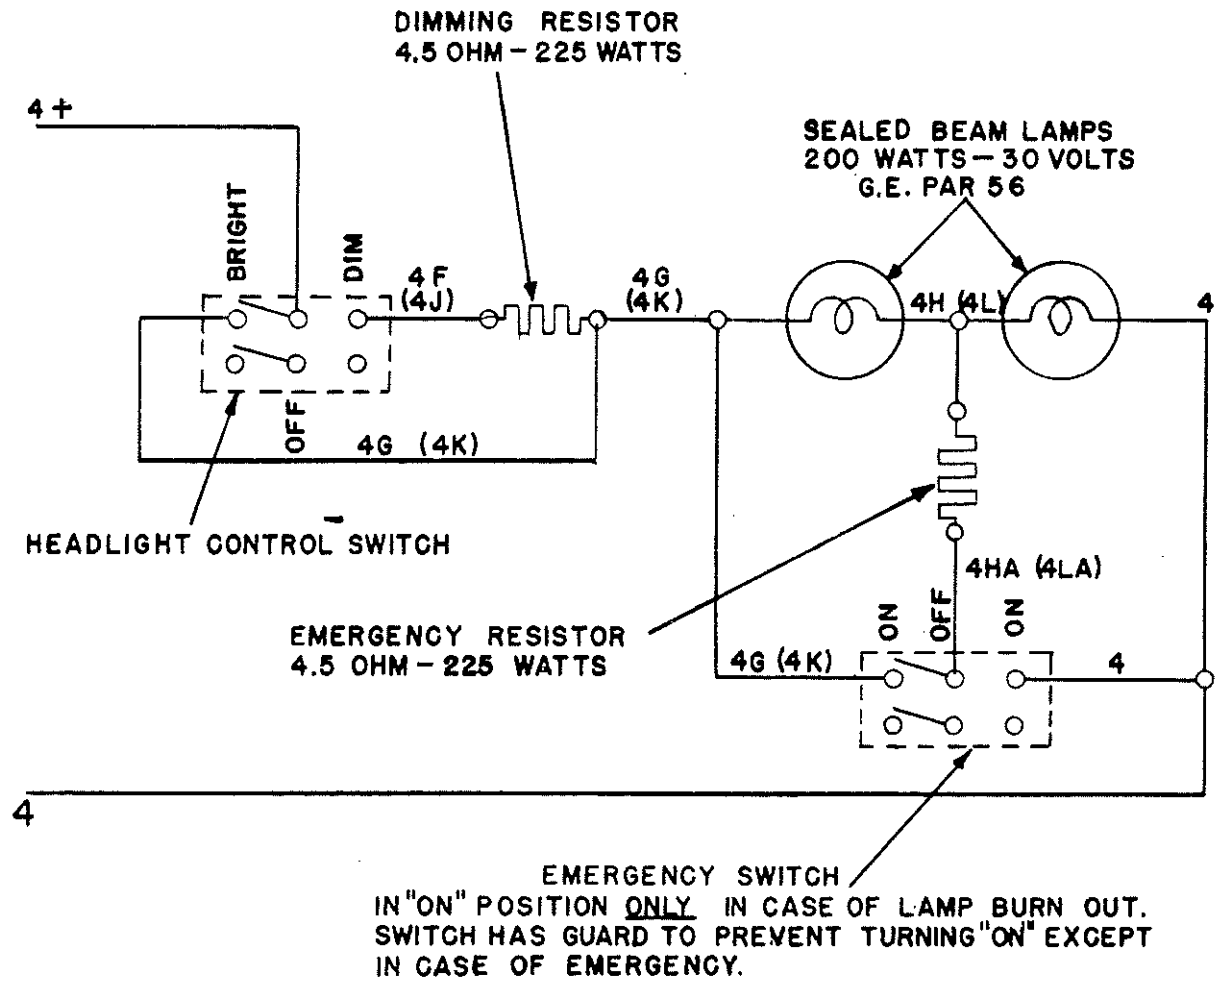 DIMMING RESISTOR
4.5 OHM - 225 WATTS
4+
SEALED BEAM LAMPS
200 WATTS - 30 VOLTS
G.E. PAR 56
BRIGHT
DIM
4F
(4J)
4G
(4K)
4H (4L)
4
OFF
4G (4K)
HEADLIGHT CONTROL SWITCH
4HA (4LA)
ON
OFF
ON
EMERGENCY RESISTOR
4.5 OHM - 225 WATTS
4G (4K)
4
4
EMERGENCY SWITCH
IN "ON" POSITION ONLY IN CASE OF LAMP BURN OUT.
SWITCH HAS GUARD TO PREVENT TURNING "ON" EXCEPT
IN CASE OF EMERGENCY.